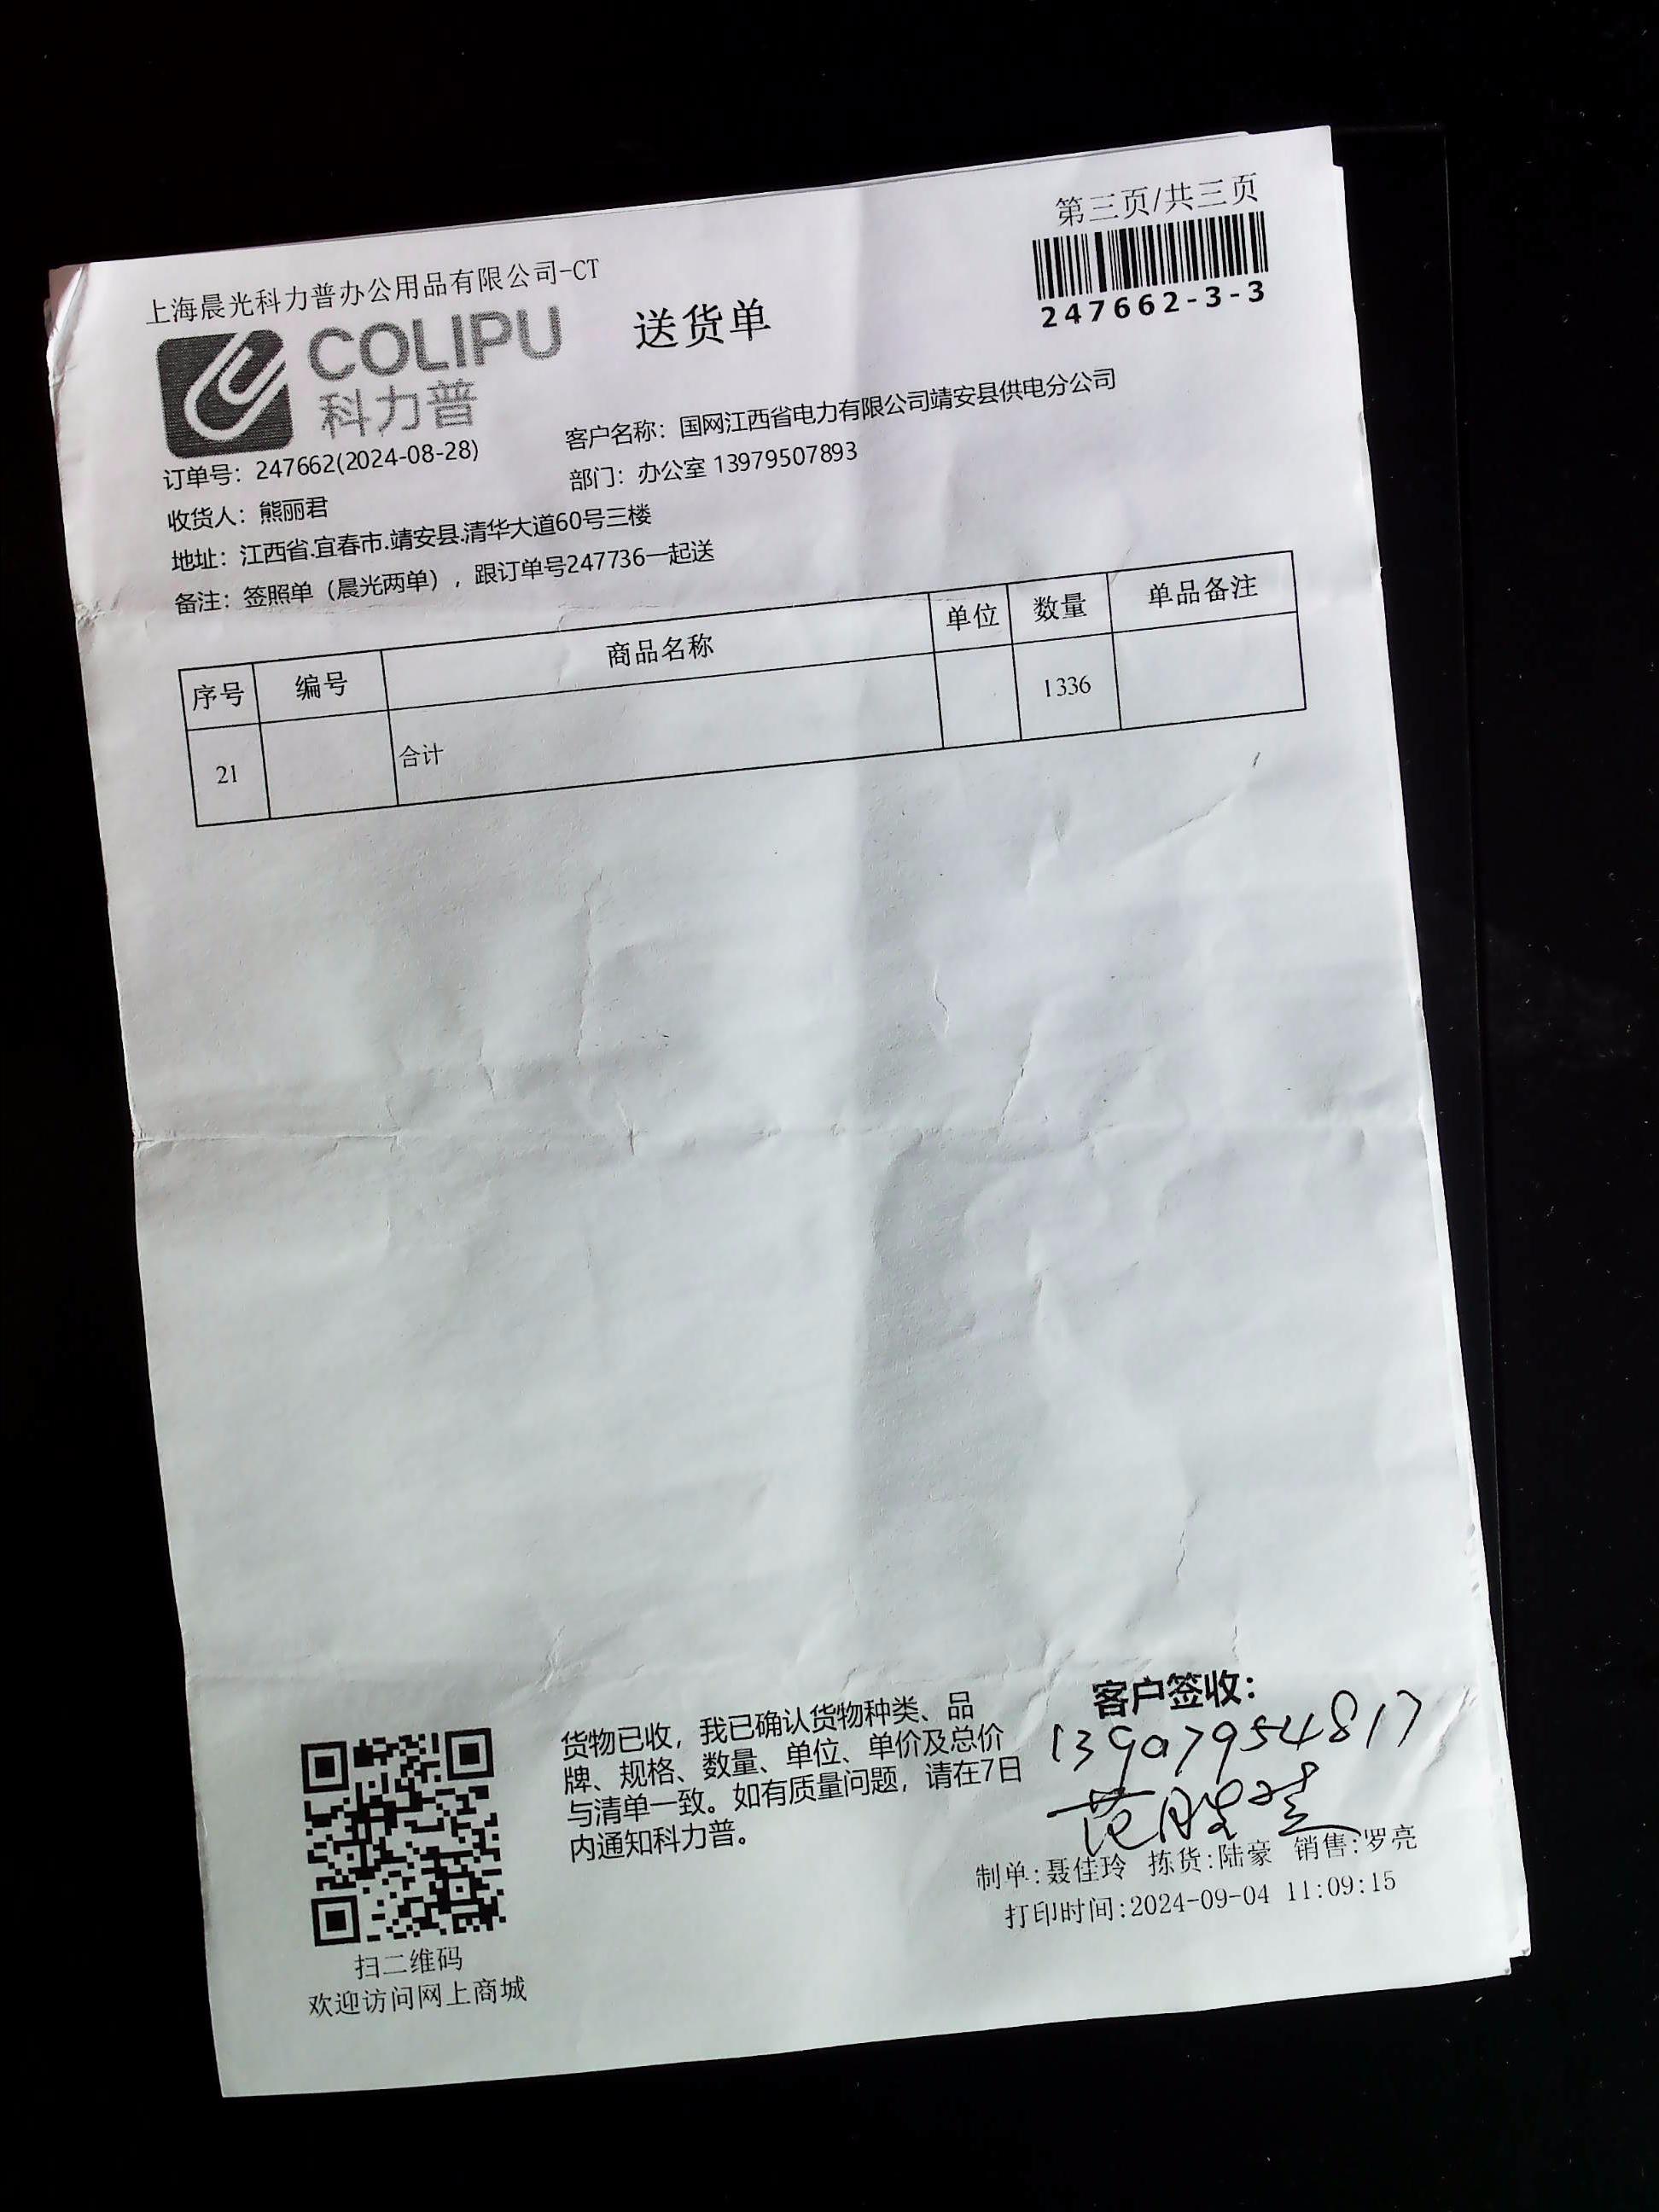 第三页/共三页
247662-3-3
上海晨光科力普办公用品有限公司-CT
COLIPU
科力普
送货单
订单号：247662(2024-08-28)
客户名称：国网江西省电力有限公司靖安县供电分公司
收货人：熊丽君
部门：办公室 13979507893
地址：江西省.宜春市.靖安县.清华大道60号三楼
备注：签照单（晨光两单），跟订单号247736一起送
序号 编号 商品名称 单位 数量 单品备注
21 合计 1336
货物已收，我已确认货物种类、品
牌、规格、数量、单位、单价及总价
与清单一致。如有质量问题，请在7日
内通知科力普。
客户签收：
13907954817
范
制单:聂佳玲 拣货:陆豪 销售:罗亮
打印时间:2024-09-04 11:09:15
扫二维码
欢迎访问网上商城